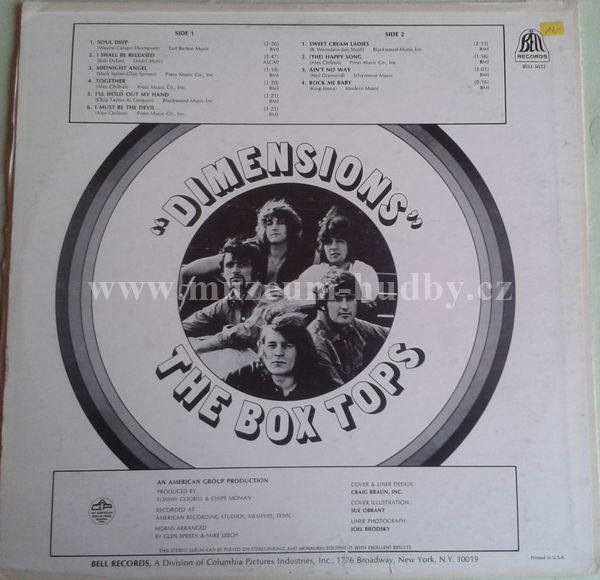 SIDE 1
1. SOUL DEEP (2:26)
(Wayne Carson Thompson) Earl Barton Music BMI
2. I SHALL BE RELEASED (2:47)
(Bob Dylan) Dwarf Music ASCAP
3. MIDNIGHT ANGEL (3:18)
(Mark James-Glen Spreen) Press Music Co., Inc. BMI
4. TOGETHER (3:20)
(Alex Chilton) Press Music Co., Inc. BMI
5. I'LL HOLD OUT MY HAND (3:21)
(Chip Taylor-Al Gorgoni) Blackwood Music Inc. BMI
6. I MUST BE THE DEVIL (3:25)
(Alex Chilton) Press Music Co., Inc. BMI
SIDE 2
1. SWEET CREAM LADIES (2:13)
(B. Weinstein-Jon Stroll) Blackwood Music, Inc. BMI
2. (THE) HAPPY SONG (1:56)
(Alex Chilton) Press Music Co., Inc. BMI
3. AIN'T NO WAY (3:01)
(Neil Diamond) Tallyrand Music BMI
4. ROCK ME BABY (9:16)
(King-Josea) Modern Music BMI
BELL
RECORDS
BELL 6032
"DIMENSIONS"
www.muzeum-hudby.cz
THE BOX TOPS
AN AMERICAN GROUP PRODUCTION
PRODUCED BY
TOMMY COGBILL & CHIPS MOMAN
RECORDED AT
AMERICAN RECORDING STUDIOS, MEMPHIS, TENN.
HORNS ARRANGED
BY GLEN SPREEN & MIKE LEECH
COVER & LINER DESIGN:
CRAIG BRAUN, INC.
COVER ILLUSTRATION:
SUE OBRANT
LINER PHOTOGRAPH:
JOEL BRODSKY
THIS STEREO ALBUM CAN BE PLAYED ON STEREOPHONIC AND MONAURAL EQUIPMENT WITH EXCELLENT RESULTS.
BELL RECORDS, A Division of Columbia Pictures Industries, Inc., 1776 Broadway, New York, N.Y. 10019
Printed in U.S.A.